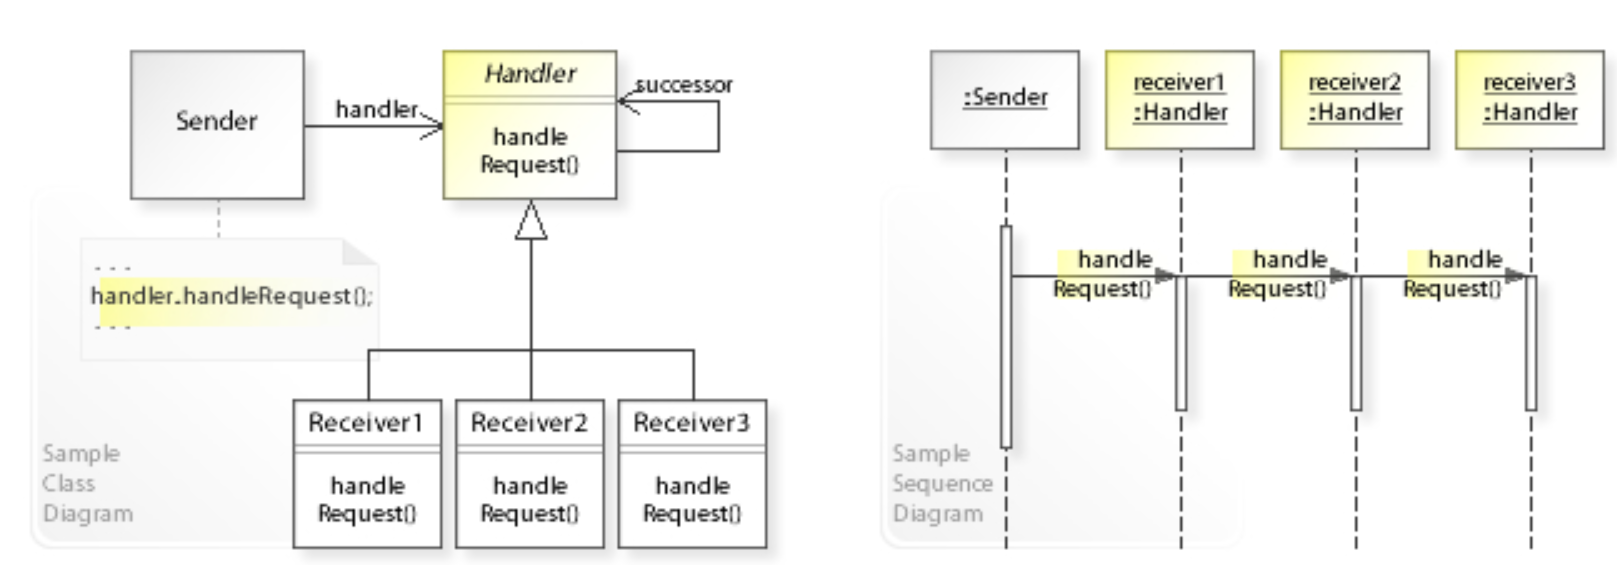 Sender
handler
Handler
handle
Request()
successor
- - -
handler.handleRequest();
- - -
Receiver1
handle
Request()
Receiver2
handle
Request()
Receiver3
handle
Request()
Sample
Class
Diagram
:Sender
receiver1
:Handler
receiver2
:Handler
receiver3
:Handler
handle
Request()
handle
Request()
handle
Request()
Sample
Sequence
Diagram